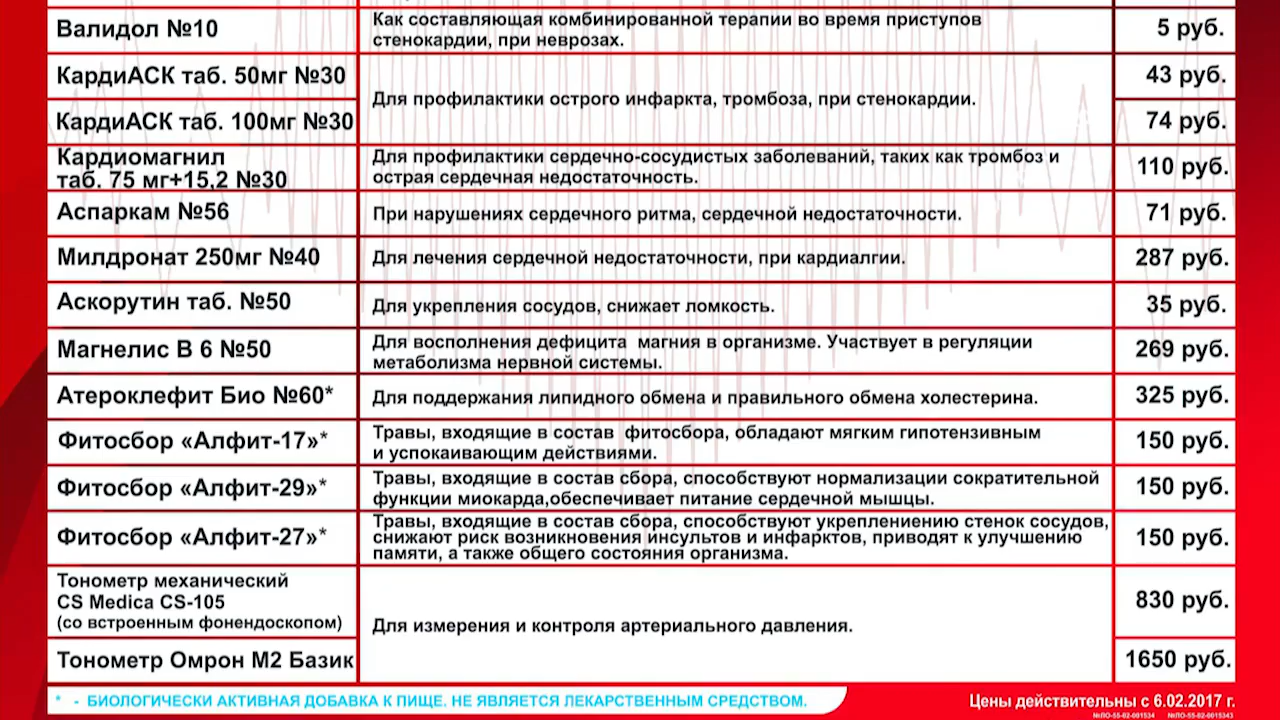 Валидол №10
Как составляющая комбинированной терапии во время приступов
стенокардии, при неврозах.
5 руб.
КардиАСК таб. 50мг №30
43 руб.
Для профилактики острого инфаркта, тромбоза, при стенокардии.
КардиАСК таб. 100мг №30
74 руб.
Кардиомагнил
таб. 75 мг+15,2 №30
Для профилактики сердечно-сосудистых заболеваний, таких как тромбоз и
острая сердечная недостаточность.
110 руб.
Аспаркам №56
При нарушениях сердечного ритма, сердечной недостаточности.
71 руб.
Милдронат 250мг №40
Для лечения сердечной недостаточности, при кардиалгии.
287 руб.
Аскорутин таб. №50
Для укрепления сосудов, снижает ломкость.
35 руб.
Магнелис В 6 №50
Для восполнения дефицита магния в организме. Участвует в регуляции
метаболизма нервной системы.
269 руб.
Атероклефит Био №60*
Для поддержания липидного обмена и правильного обмена холестерина.
325 руб.
Фитосбор «Алфит-17»*
Травы, входящие в состав фитосбора, обладают мягким гипотензивным
и успокаивающим действиями.
150 руб.
Фитосбор «Алфит-29»*
Травы, входящие в состав сбора, способствуют нормализации сократительной
функции миокарда,обеспечивает питание сердечной мышцы.
150 руб.
Фитосбор «Алфит-27»*
Травы, входящие в состав сбора, способствуют укреплениению стенок сосудов,
снижают риск возникновения инсультов и инфарктов, приводят к улучшению
памяти, а также общего состояния организма.
150 руб.
Тонометр механический
CS Medica CS-105
(со встроенным фонендоскопом)
830 руб.
Для измерения и контроля артериального давления.
Тонометр Омрон М2 Базик
1650 руб.
* - БИОЛОГИЧЕСКИ АКТИВНАЯ ДОБАВКА К ПИЩЕ. НЕ ЯВЛЯЕТСЯ ЛЕКАРСТВЕННЫМ СРЕДСТВОМ.
Цены действительны с 6.02.2017 г.